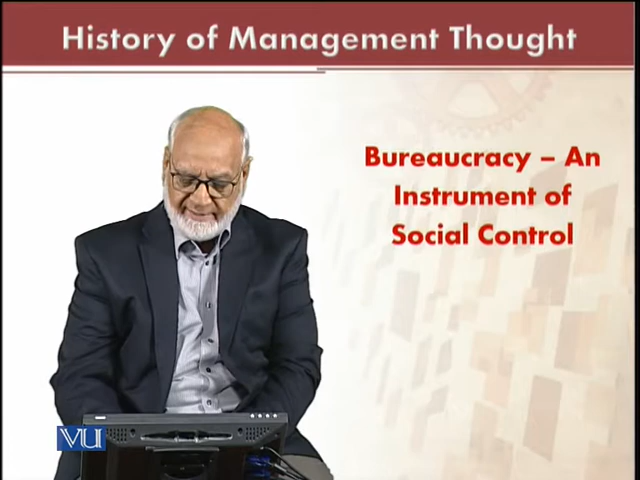 History of Management Thought
Bureaucracy – An
Instrument of
Social Control
VU